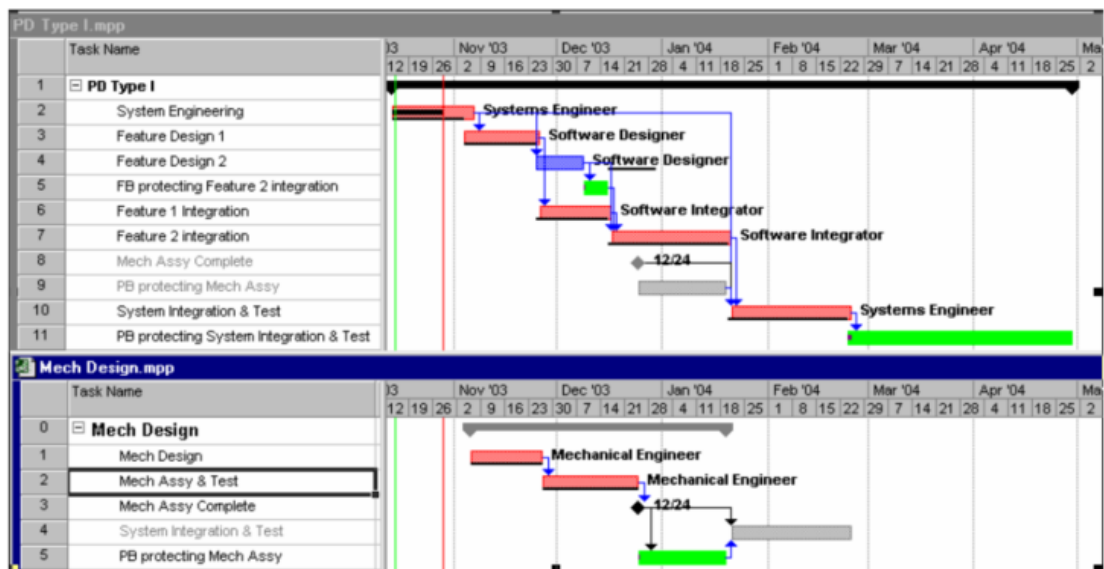 PD Type I.mpp
Task Name 03 Nov '03 Dec '03 Jan '04 Feb '04 Mar '04 Apr '04 Ma
12 19 26 2 9 16 23 30 7 14 21 28 4 11 18 25 1 8 15 22 29 7 14 21 28 4 11 18 25 2
1 PD Type I
2 System Engineering Systems Engineer
3 Feature Design 1 Software Designer
4 Feature Design 2 Software Designer
5 FB protecting Feature 2 integration
6 Feature 1 Integration Software Integrator
7 Feature 2 integration Software Integrator
8 Mech Assy Complete 12/24
9 PB protecting Mech Assy
10 System Integration & Test Systems Engineer
11 PB protecting System Integration & Test
Mech Design.mpp
Task Name 03 Nov '03 Dec '03 Jan '04 Feb '04 Mar '04 Apr '04 Ma
12 19 26 2 9 16 23 30 7 14 21 28 4 11 18 25 1 8 15 22 29 7 14 21 28 4 11 18 25 2
0 Mech Design
1 Mech Design Mechanical Engineer
2 Mech Assy & Test Mechanical Engineer
3 Mech Assy Complete 12/24
4 System Integration & Test
5 PB protecting Mech Assy